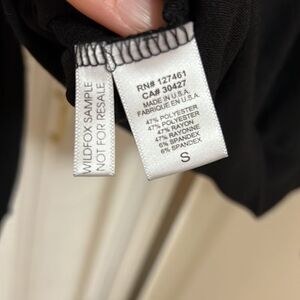 WILDFOX SAMPLE
NOT FOR RESALE
RN# 127461
CA# 30427
MADE IN U.S.A.
FABRIQUE EN U.S.A.
47% POLYESTER
47% POLYESTER
47% RAYON
47% RAYONNE
6% SPANDEX
6% SPANDEX
S